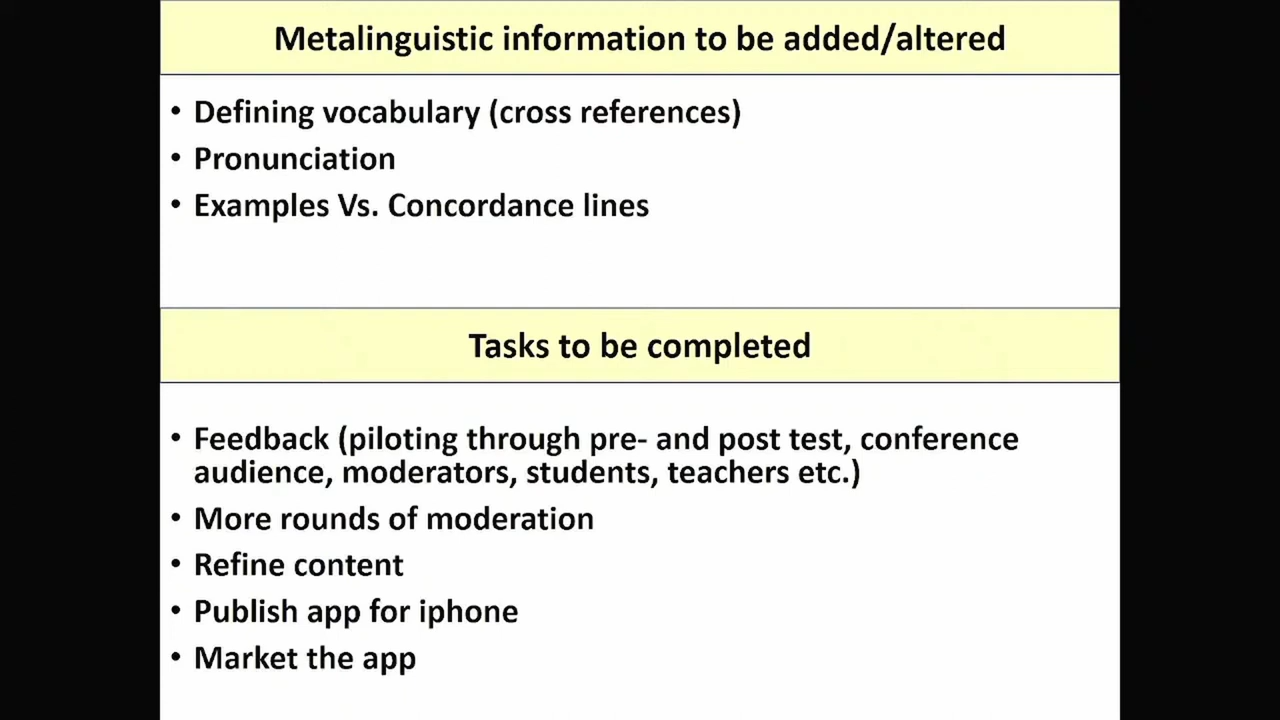 Metalinguistic information to be added/altered
• Defining vocabulary (cross references)
• Pronunciation
• Examples Vs. Concordance lines
Tasks to be completed
• Feedback (piloting through pre- and post test, conference
audience, moderators, students, teachers etc.)
• More rounds of moderation
• Refine content
• Publish app for iphone
• Market the app